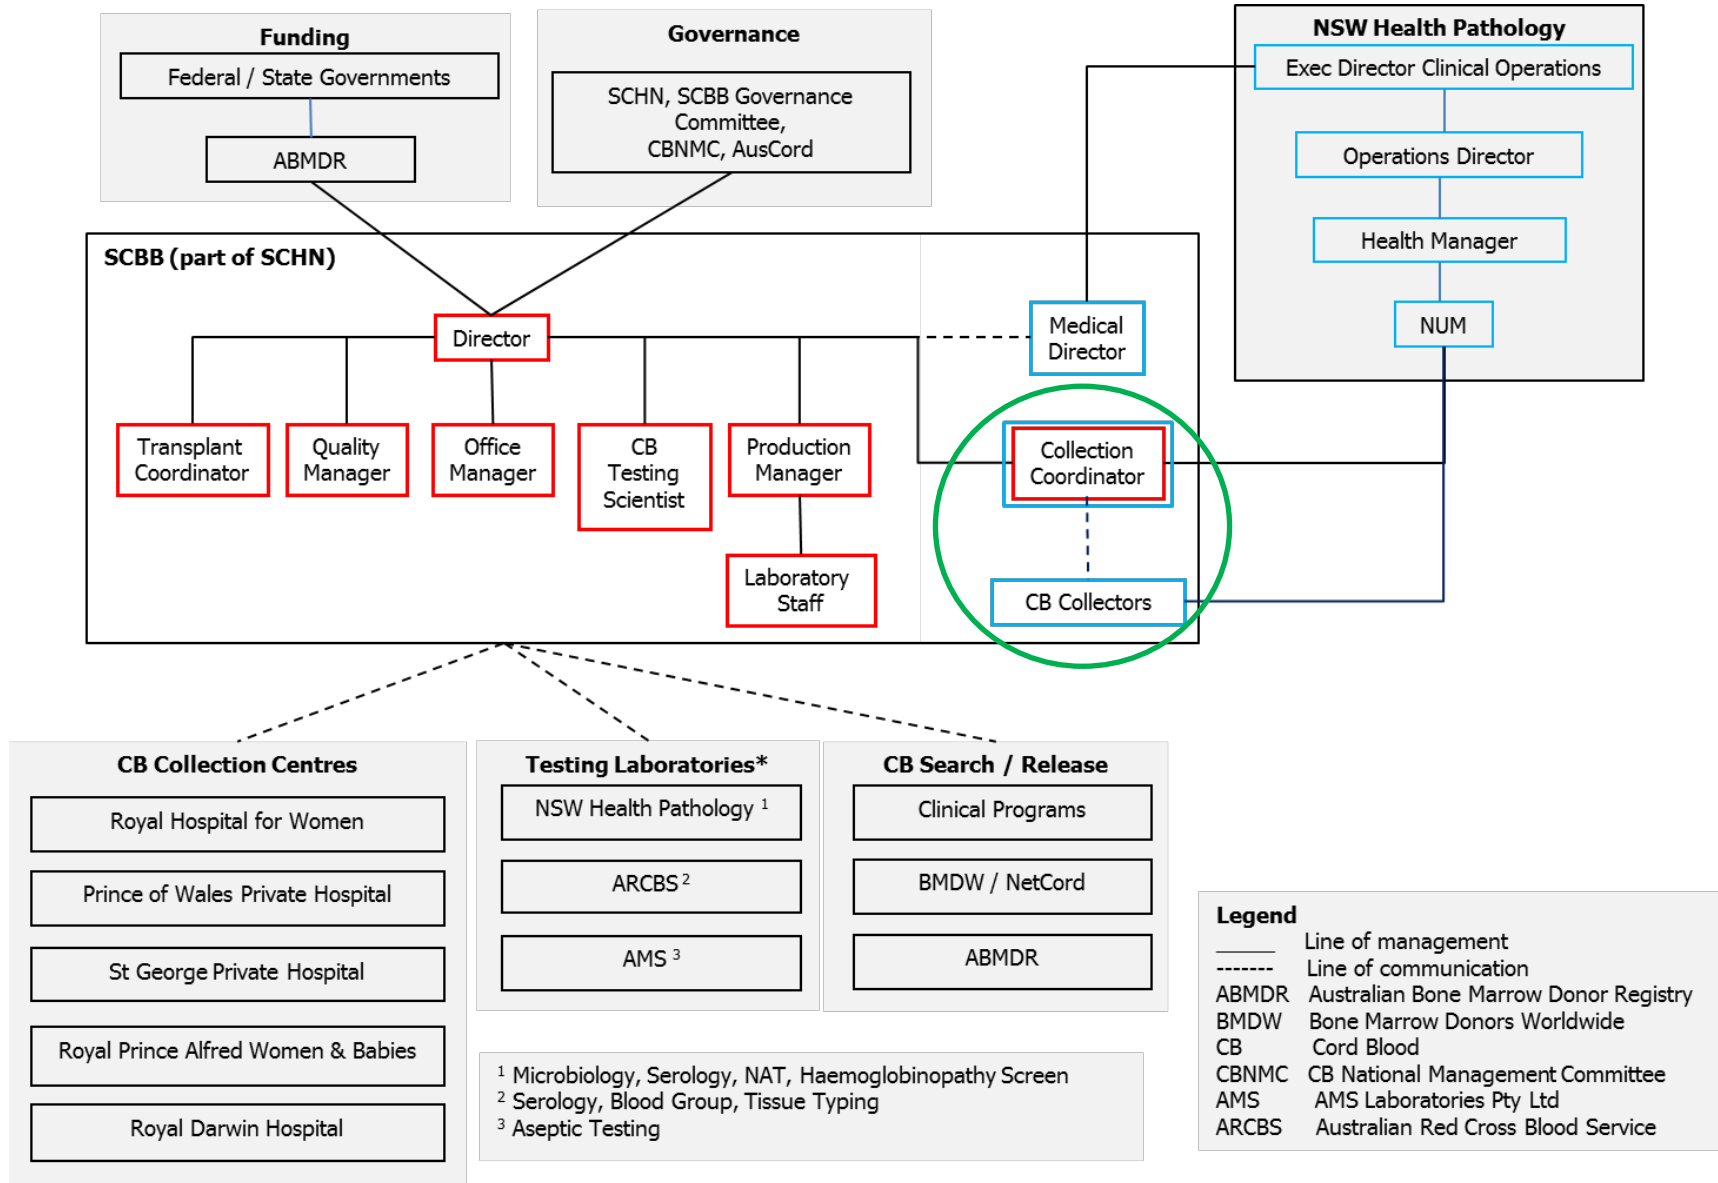 Funding
Federal / State Governments
ABMDR
Governance
SCHN, SCBB Governance
Committee,
CBNMC, AusCord
NSW Health Pathology
Exec Director Clinical Operations
Operations Director
Health Manager
NUM
SCBB (part of SCHN)
Director
Medical
Director
Transplant
Coordinator
Quality
Manager
Office
Manager
CB
Testing
Scientist
Production
Manager
Collection
Coordinator
Laboratory
Staff
CB Collectors
CB Collection Centres
Royal Hospital for Women
Prince of Wales Private Hospital
St George Private Hospital
Royal Prince Alfred Women & Babies
Royal Darwin Hospital
Testing Laboratories*
NSW Health Pathology 1
ARCBS 2
AMS 3
CB Search / Release
Clinical Programs
BMDW / NetCord
ABMDR
1 Microbiology, Serology, NAT, Haemoglobinopathy Screen
2 Serology, Blood Group, Tissue Typing
3 Aseptic Testing
Legend
______ Line of management
------- Line of communication
ABMDR Australian Bone Marrow Donor Registry
BMDW Bone Marrow Donors Worldwide
CB Cord Blood
CBNMC CB National Management Committee
AMS AMS Laboratories Pty Ltd
ARCBS Australian Red Cross Blood Service